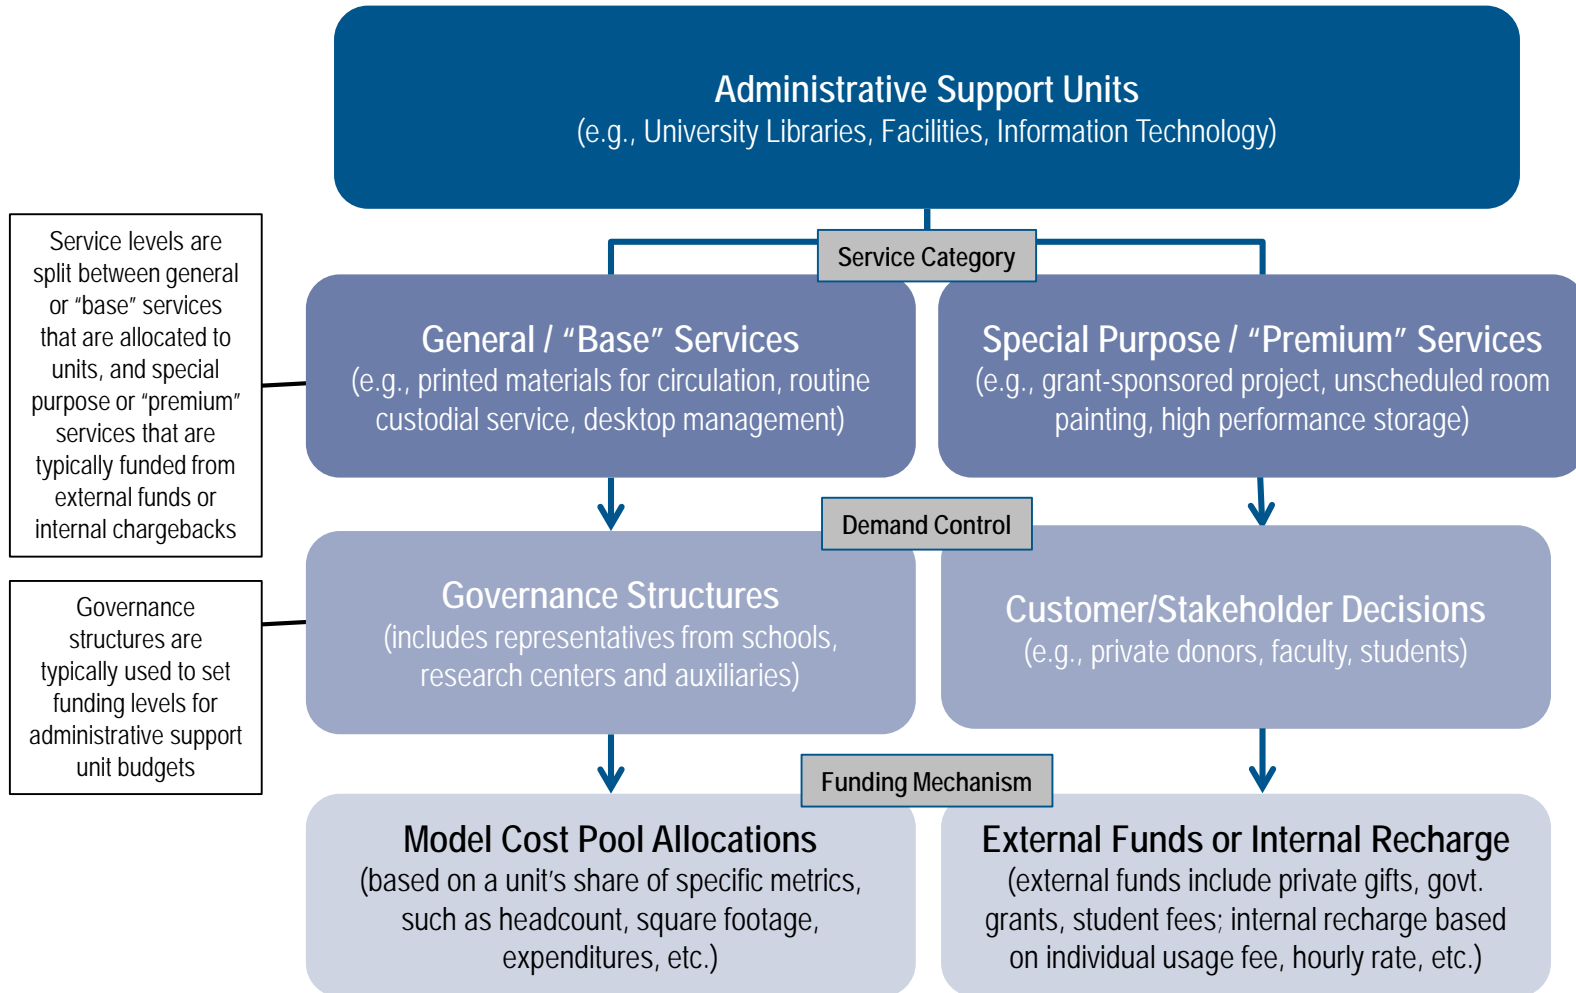 Administrative Support Units
(e.g., University Libraries, Facilities, Information Technology)
Service levels are
split between general
or “base” services
that are allocated to
units, and special
purpose or “premium”
services that are
typically funded from
external funds or
internal chargebacks
Service Category
General / “Base” Services
(e.g., printed materials for circulation, routine
custodial service, desktop management)
Special Purpose / “Premium” Services
(e.g., grant-sponsored project, unscheduled room
painting, high performance storage)
Demand Control
Governance
structures are
typically used to set
funding levels for
administrative support
unit budgets
Governance Structures
(includes representatives from schools,
research centers and auxiliaries)
Customer/Stakeholder Decisions
(e.g., private donors, faculty, students)
Funding Mechanism
Model Cost Pool Allocations
(based on a unit’s share of specific metrics,
such as headcount, square footage,
expenditures, etc.)
External Funds or Internal Recharge
(external funds include private gifts, govt.
grants, student fees; internal recharge based
on individual usage fee, hourly rate, etc.)